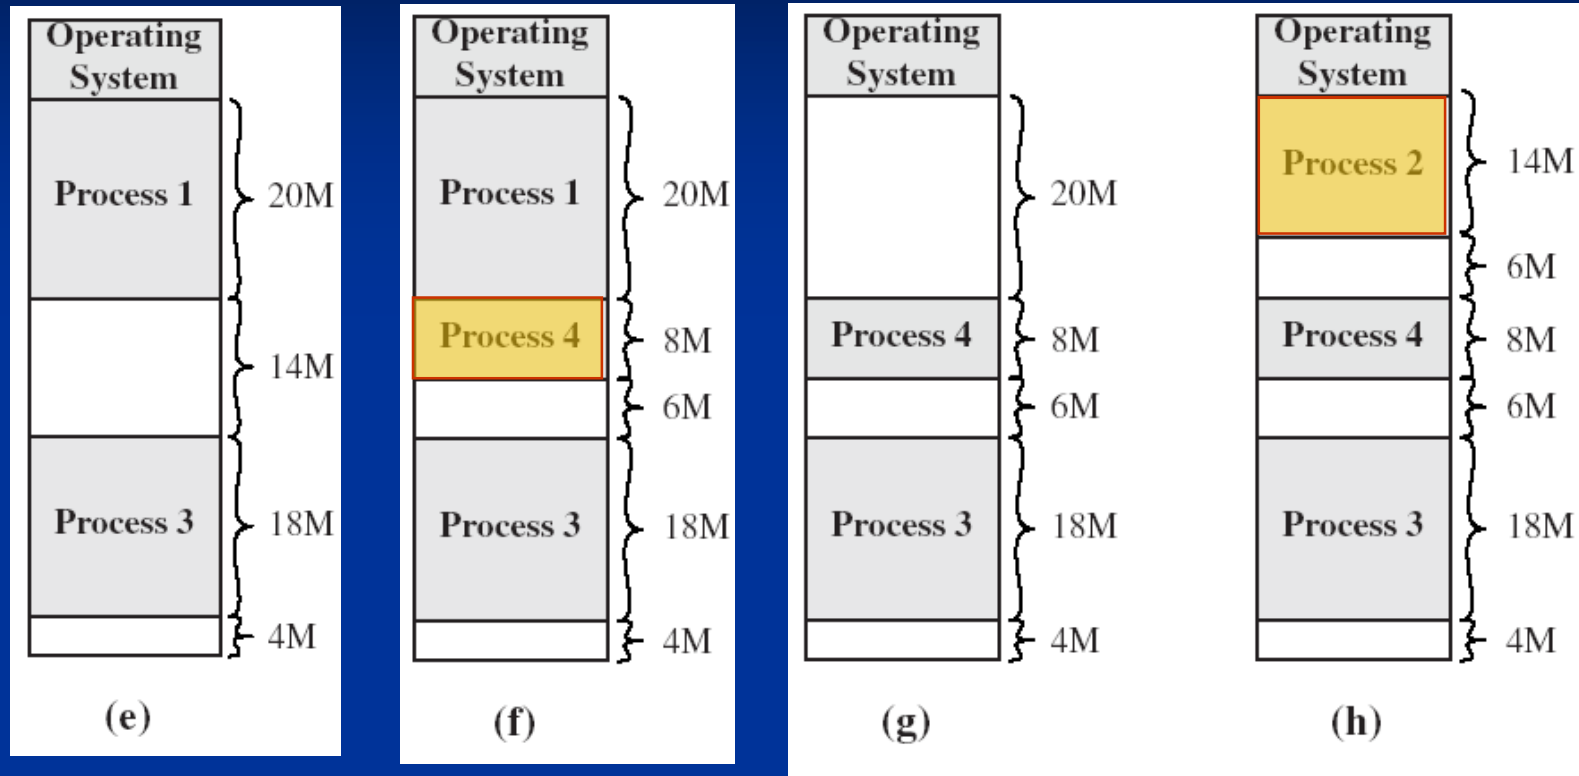 Operating
System
Process 1
20M
14M
Process 3
18M
4M
(e)
Operating
System
Process 1
20M
Process 4
8M
6M
Process 3
18M
4M
(f)
Operating
System
20M
Process 4
8M
6M
Process 3
18M
4M
(g)
Operating
System
Process 2
14M
6M
Process 4
8M
6M
Process 3
18M
4M
(h)